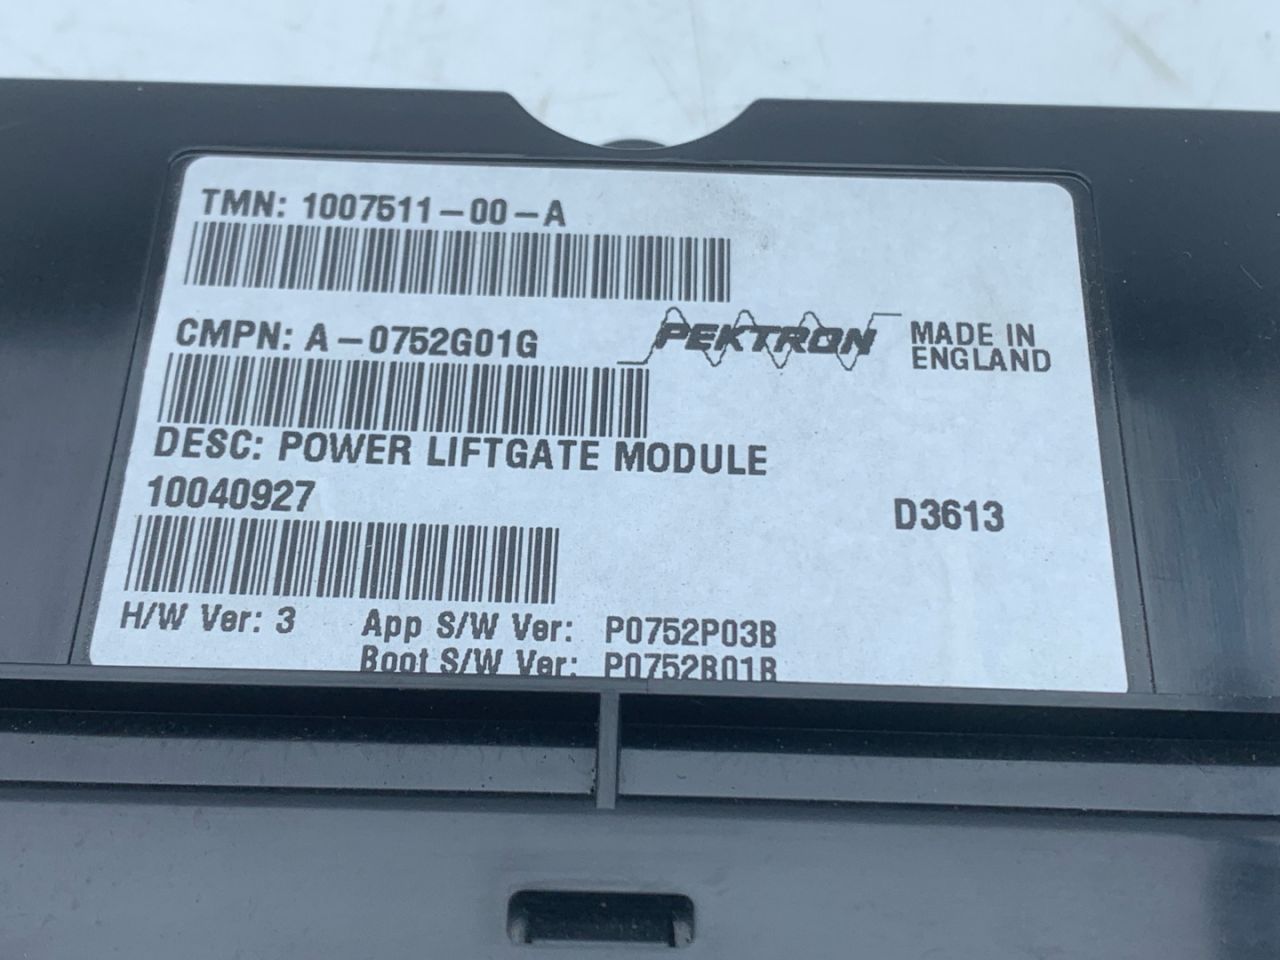 TMN: 1007511-00-A
CMPN: A-0752G01G
PEKTRON
MADE IN
ENGLAND
DESC: POWER LIFTGATE MODULE
10040927
D3613
H/W Ver: 3 App S/W Ver: P0752P03B
Boot S/W Ver: P0752B01B